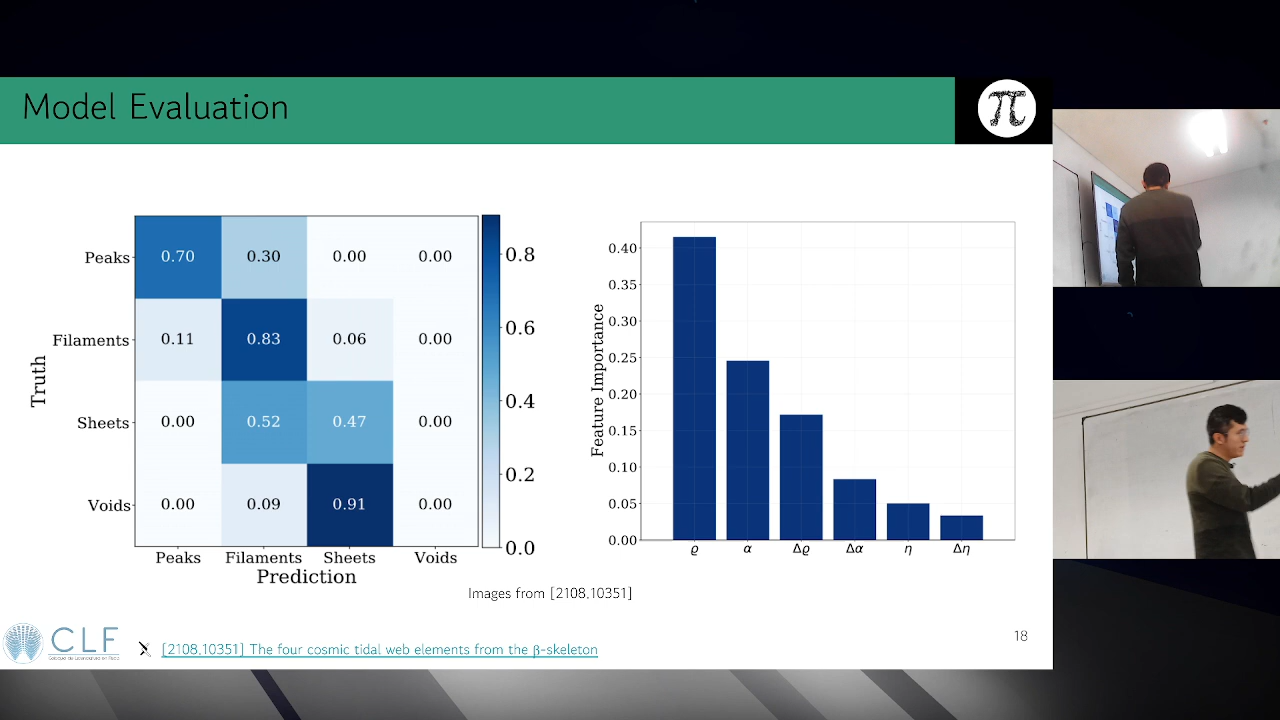 Model Evaluation
π
Truth
Peaks
Filaments
Sheets
Voids
0.70 0.30 0.00 0.00
0.11 0.83 0.06 0.00
0.00 0.52 0.47 0.00
0.00 0.09 0.91 0.00
Peaks Filaments Sheets Voids
Prediction
0.8
0.6
0.4
0.2
0.0
Feature Importance
0.40
0.35
0.30
0.25
0.20
0.15
0.10
0.05
0.00
ϱ α Δϱ Δα η Δη
Images from [2108.10351]
18
CLF
[2108.10351] The four cosmic tidal web elements from the β-skeleton